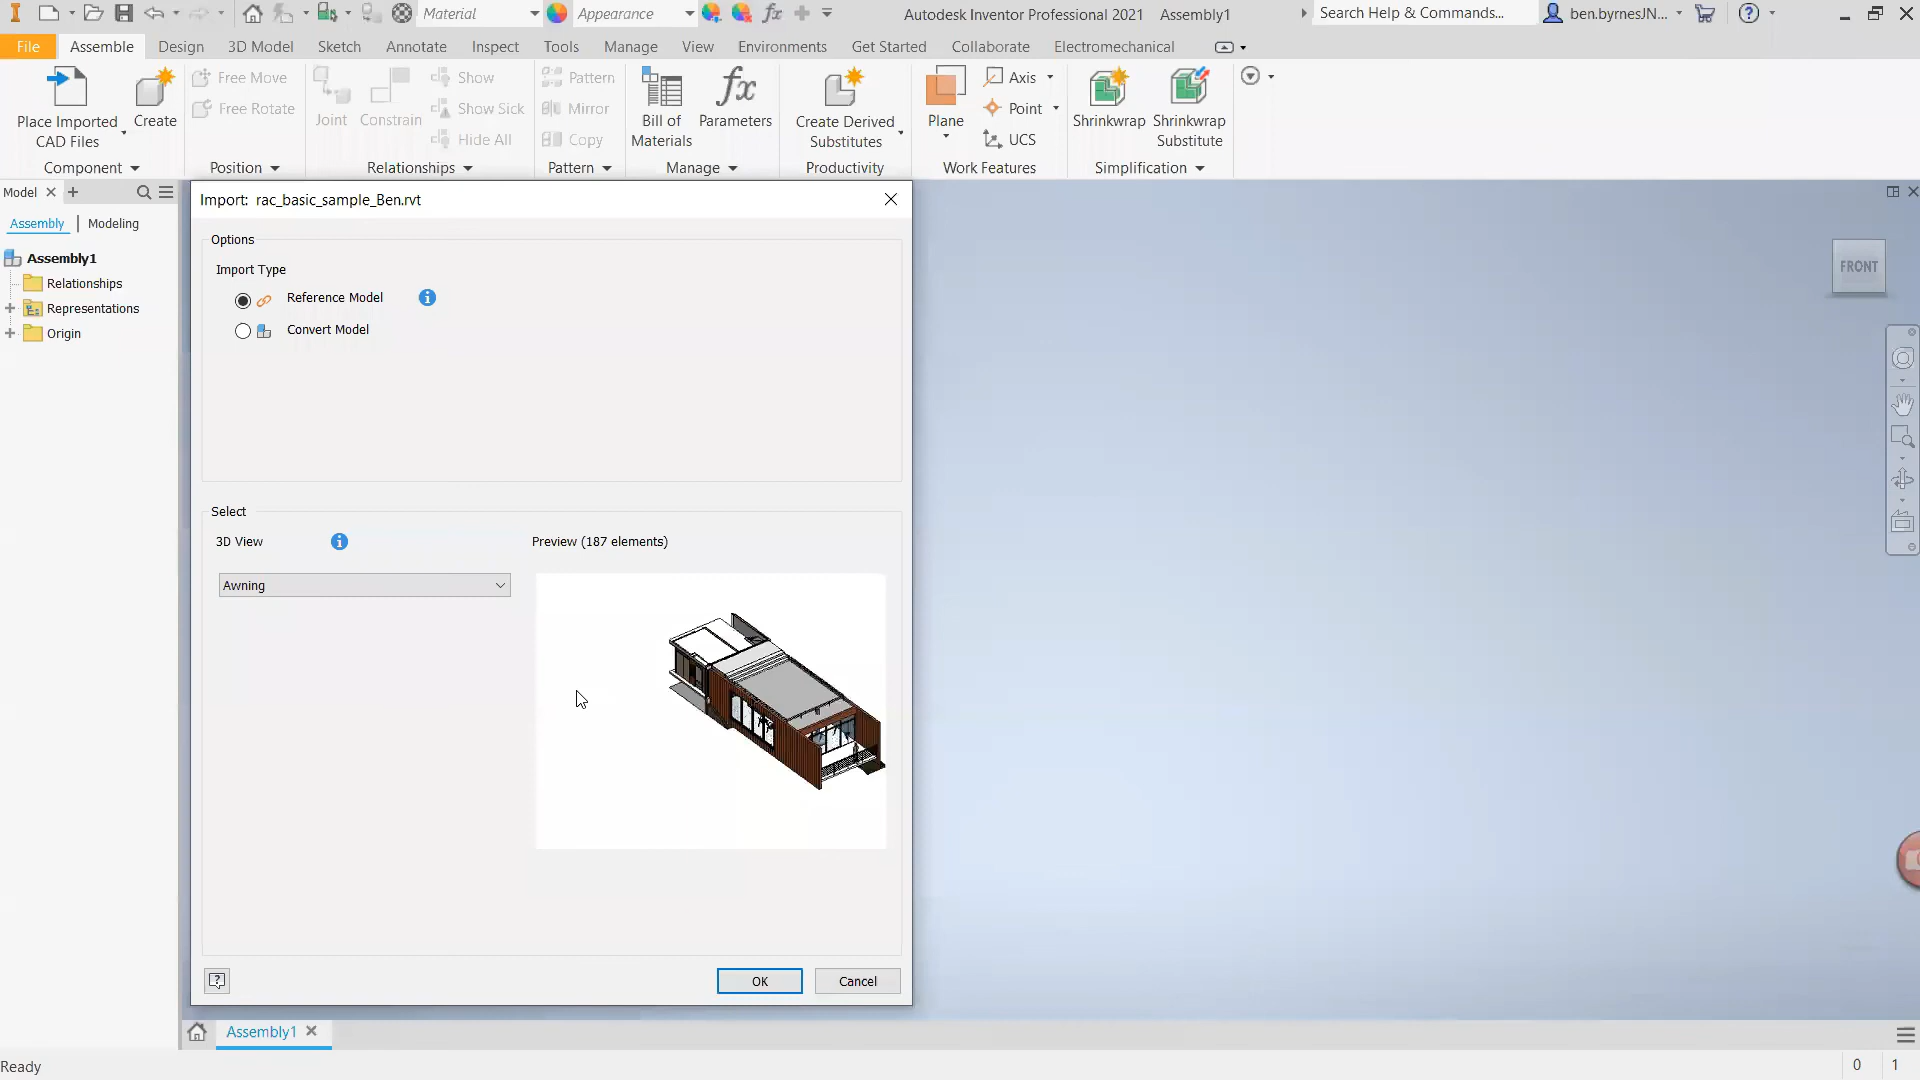 Material Appearance Autodesk Inventor Professional 2021 Assembly1 Search Help & Commands... ben.byrnesJN...
File Assemble Design 3D Model Sketch Annotate Inspect Tools Manage View Environments Get Started Collaborate Electromechanical
Place Imported
CAD Files
Create
Free Move
Free Rotate
Joint
Constrain
Show
Show Sick
Hide All
Pattern
Mirror
Copy
Bill of
Materials
Parameters
Create Derived
Substitutes
Plane
Axis
Point
UCS
Shrinkwrap
Shrinkwrap
Substitute
Component Position Relationships Pattern Manage Productivity Work Features Simplification
Model
Assembly Modeling
Assembly1
Relationships
Representations
Origin
Import: rac_basic_sample_Ben.rvt
Options
Import Type
Reference Model
Convert Model
Select
3D View
Preview (187 elements)
Awning
OK Cancel
FRONT
Assembly1
Ready 0 1